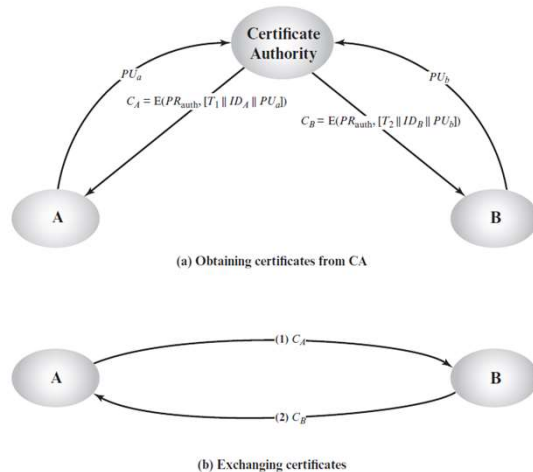 Certificate
Authority
PUa
PUb
CA = E(PRauth, [T1 || IDA || PUa])
CB = E(PRauth, [T2 || IDB || PUb])
A
B
(a) Obtaining certificates from CA
(1) CA
A
B
(2) CB
(b) Exchanging certificates